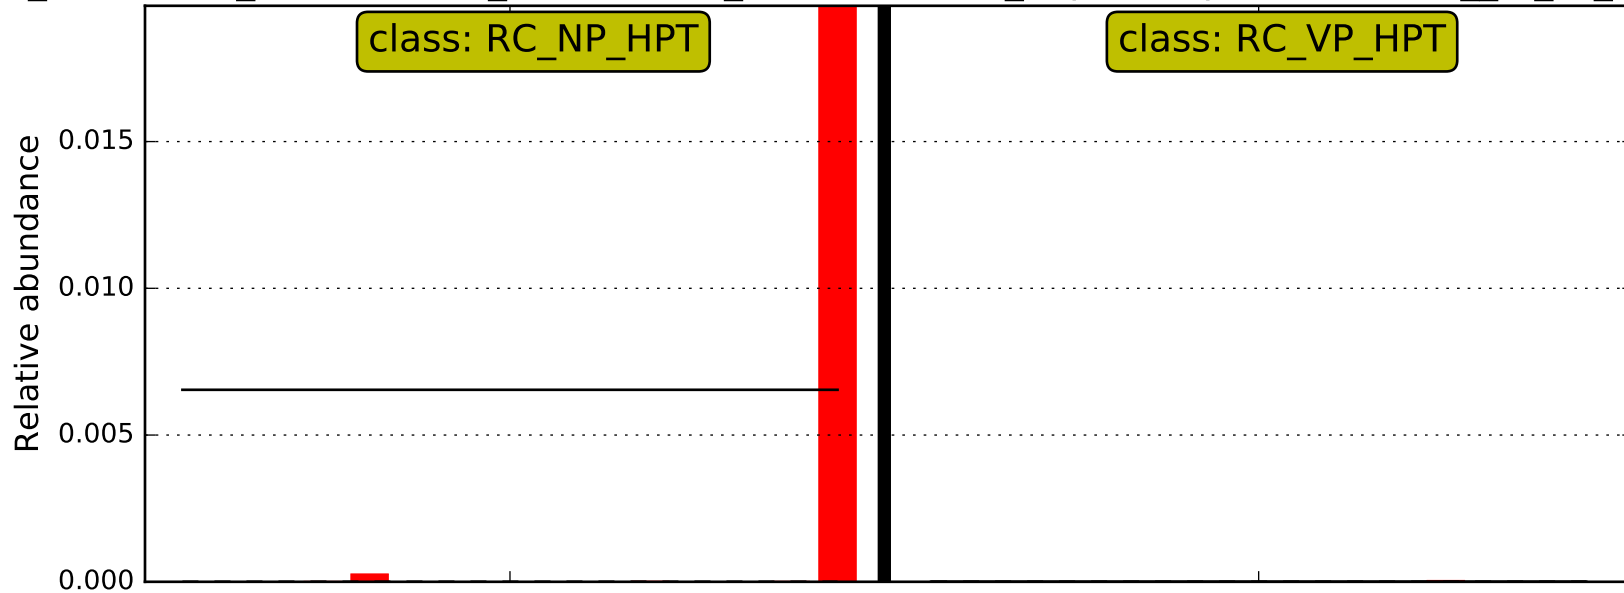 class: RC_NP_HPT
class: RC_VP_HPT
0.015
0.010
0.005
0.000
Relative abundance